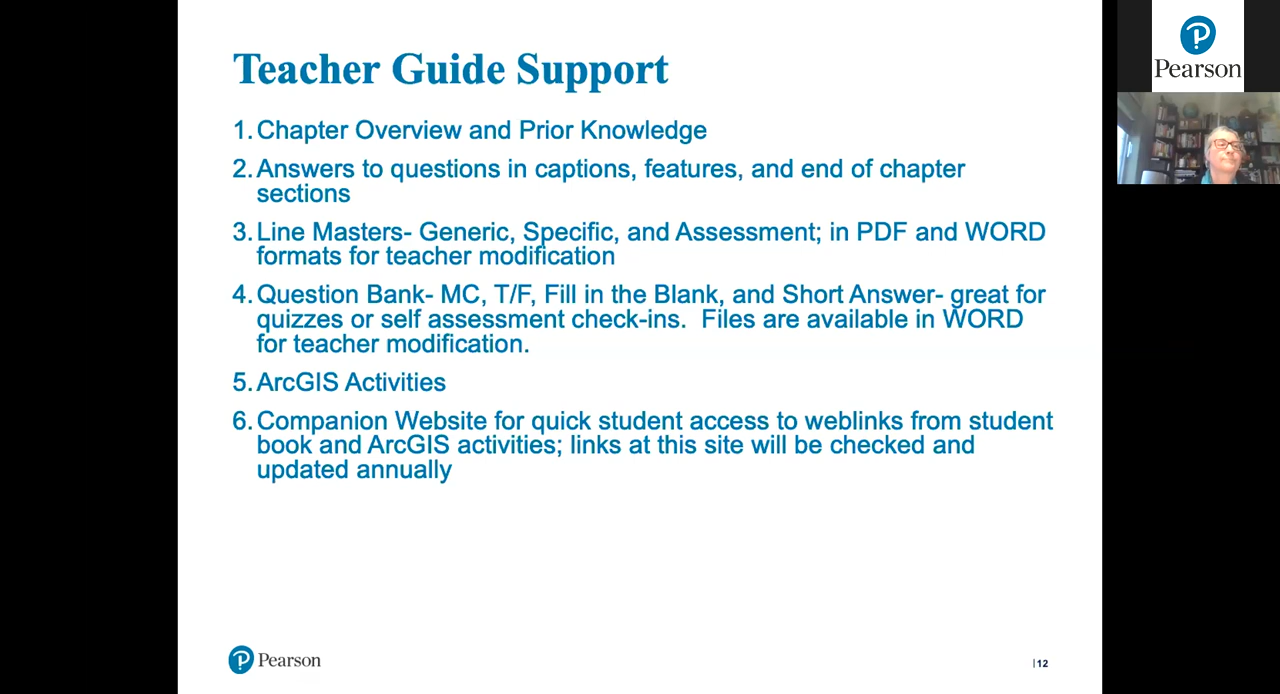 Teacher Guide Support
1. Chapter Overview and Prior Knowledge
2. Answers to questions in captions, features, and end of chapter
sections
3. Line Masters- Generic, Specific, and Assessment; in PDF and WORD
formats for teacher modification
4. Question Bank- MC, T/F, Fill in the Blank, and Short Answer- great for
quizzes or self assessment check-ins.  Files are available in WORD
for teacher modification.
5. ArcGIS Activities
6. Companion Website for quick student access to weblinks from student
book and ArcGIS activities; links at this site will be checked and
updated annually
Pearson
| 12
Pearson